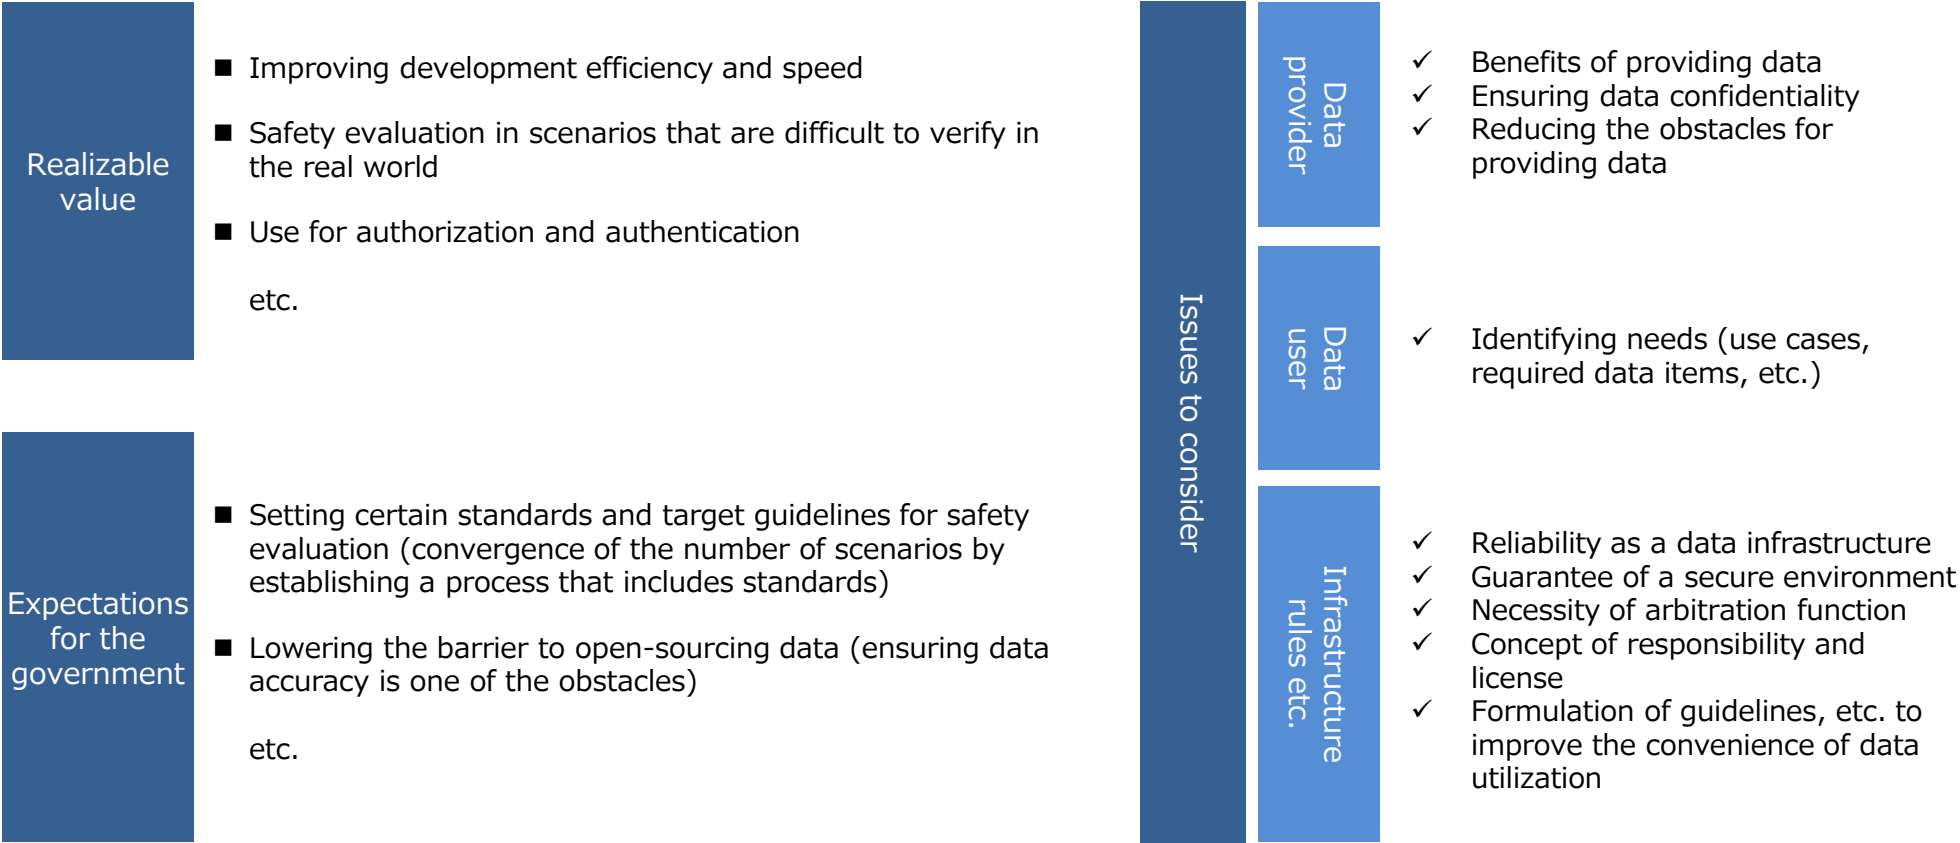 Realizable
value
■ Improving development efficiency and speed
■ Safety evaluation in scenarios that are difficult to verify in
the real world
■ Use for authorization and authentication
etc.
Expectations
for the
government
■ Setting certain standards and target guidelines for safety
evaluation (convergence of the number of scenarios by
establishing a process that includes standards)
■ Lowering the barrier to open-sourcing data (ensuring data
accuracy is one of the obstacles)
etc.
Issues to consider
Data
provider
✓ Benefits of providing data
✓ Ensuring data confidentiality
✓ Reducing the obstacles for
providing data
Data
user
✓ Identifying needs (use cases,
required data items, etc.)
Infrastructure
rules etc.
✓ Reliability as a data infrastructure
✓ Guarantee of a secure environment
✓ Necessity of arbitration function
✓ Concept of responsibility and
license
✓ Formulation of guidelines, etc. to
improve the convenience of data
utilization